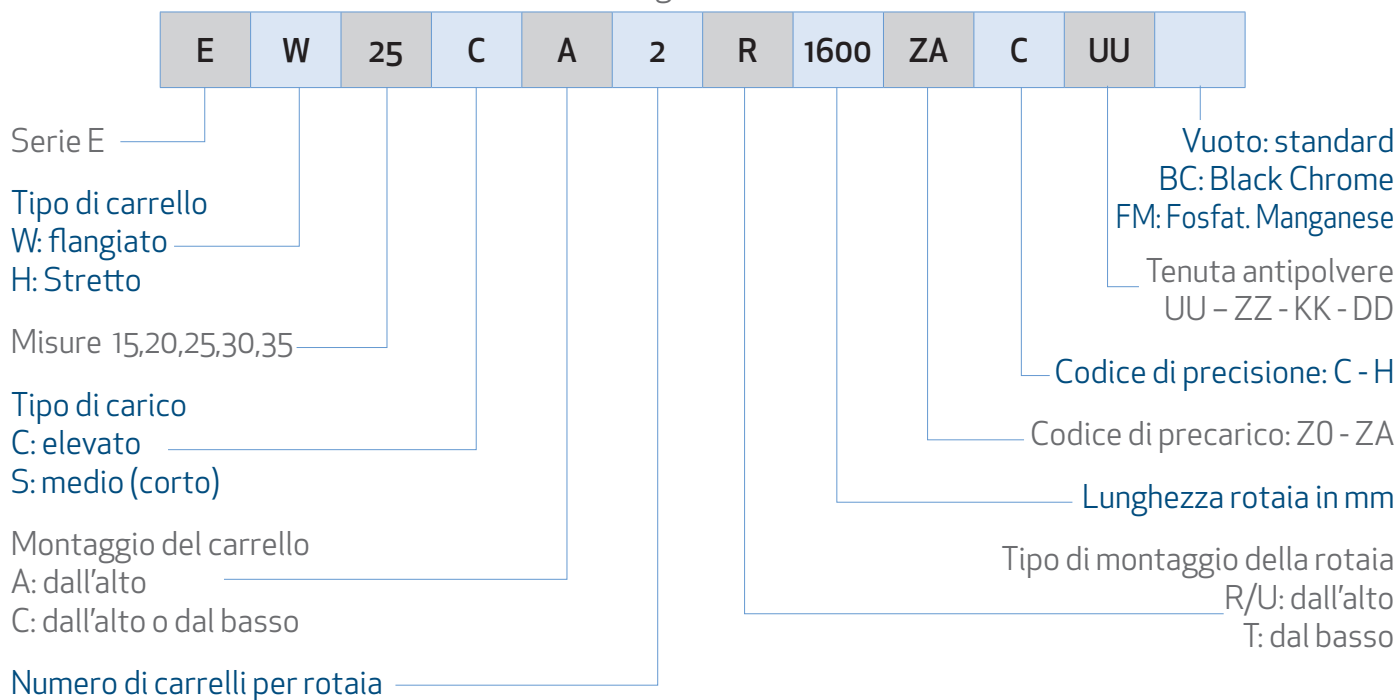 E W 25 C A 2 R 1600 ZA C UU
Serie E
Tipo di carrello
W: flangiato
H: Stretto
Misure 15,20,25,30,35
Tipo di carico
C: elevato
S: medio (corto)
Montaggio del carrello
A: dall'alto
C: dall'alto o dal basso
Numero di carrelli per rotaia
Vuoto: standard
BC: Black Chrome
FM: Fosfat. Manganese
Tenuta antipolvere
UU – ZZ - KK - DD
Codice di precisione: C - H
Codice di precarico: Z0 - ZA
Lunghezza rotaia in mm
Tipo di montaggio della rotaia
R/U: dall'alto
T: dal basso